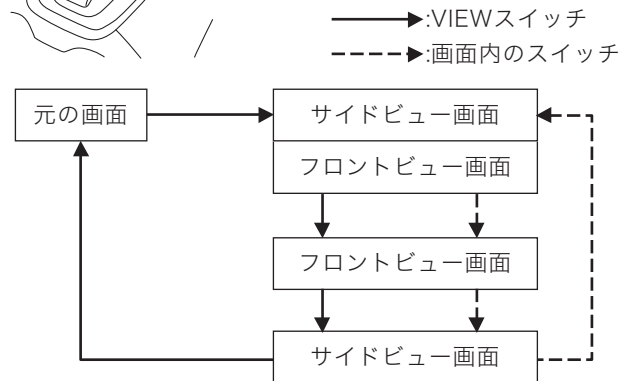 :VIEWスイッチ
:画面内のスイッチ
元の画面
サイドビュー画面
フロントビュー画面
フロントビュー画面
サイドビュー画面